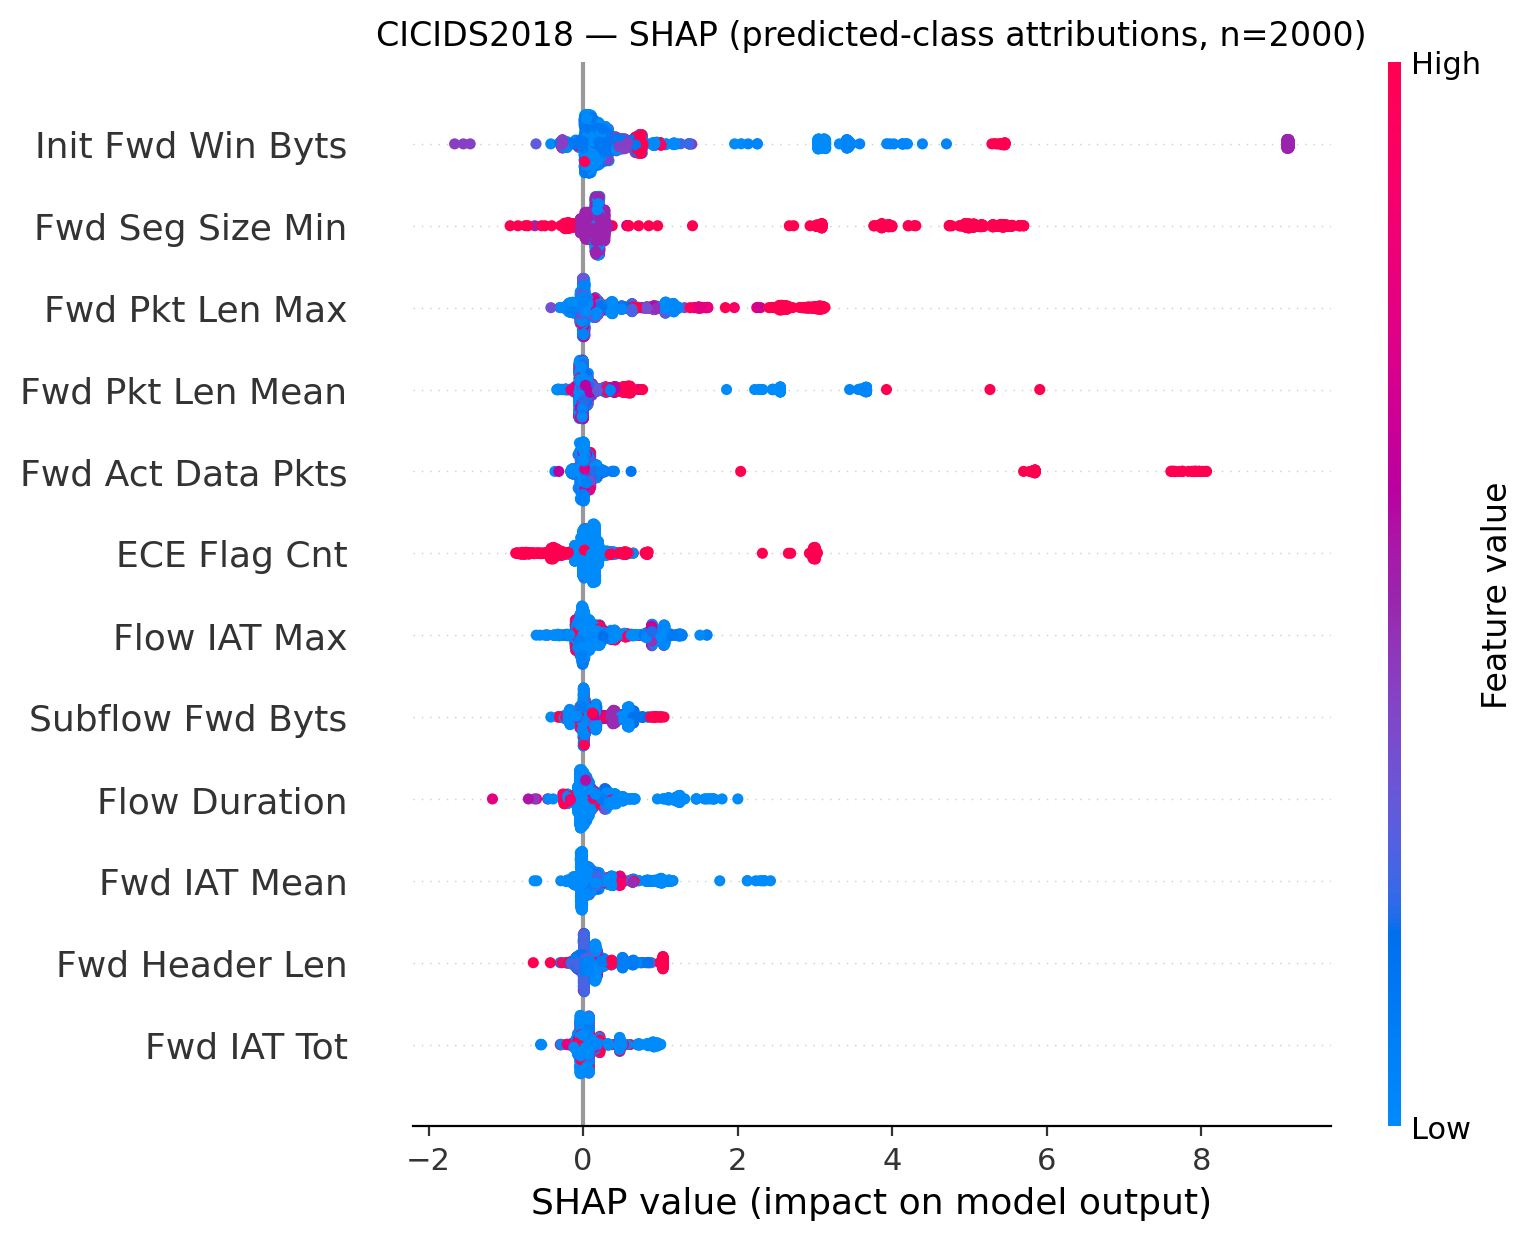 CICIDS2018 — SHAP (predicted-class attributions, n=2000)
High
Init Fwd Win Byts
Fwd Seg Size Min
Fwd Pkt Len Max
Fwd Pkt Len Mean
Fwd Act Data Pkts
ECE Flag Cnt
Flow IAT Max
Subflow Fwd Byts
Flow Duration
Fwd IAT Mean
Fwd Header Len
Fwd IAT Tot
Feature value
Low
−2 0 2 4 6 8
SHAP value (impact on model output)